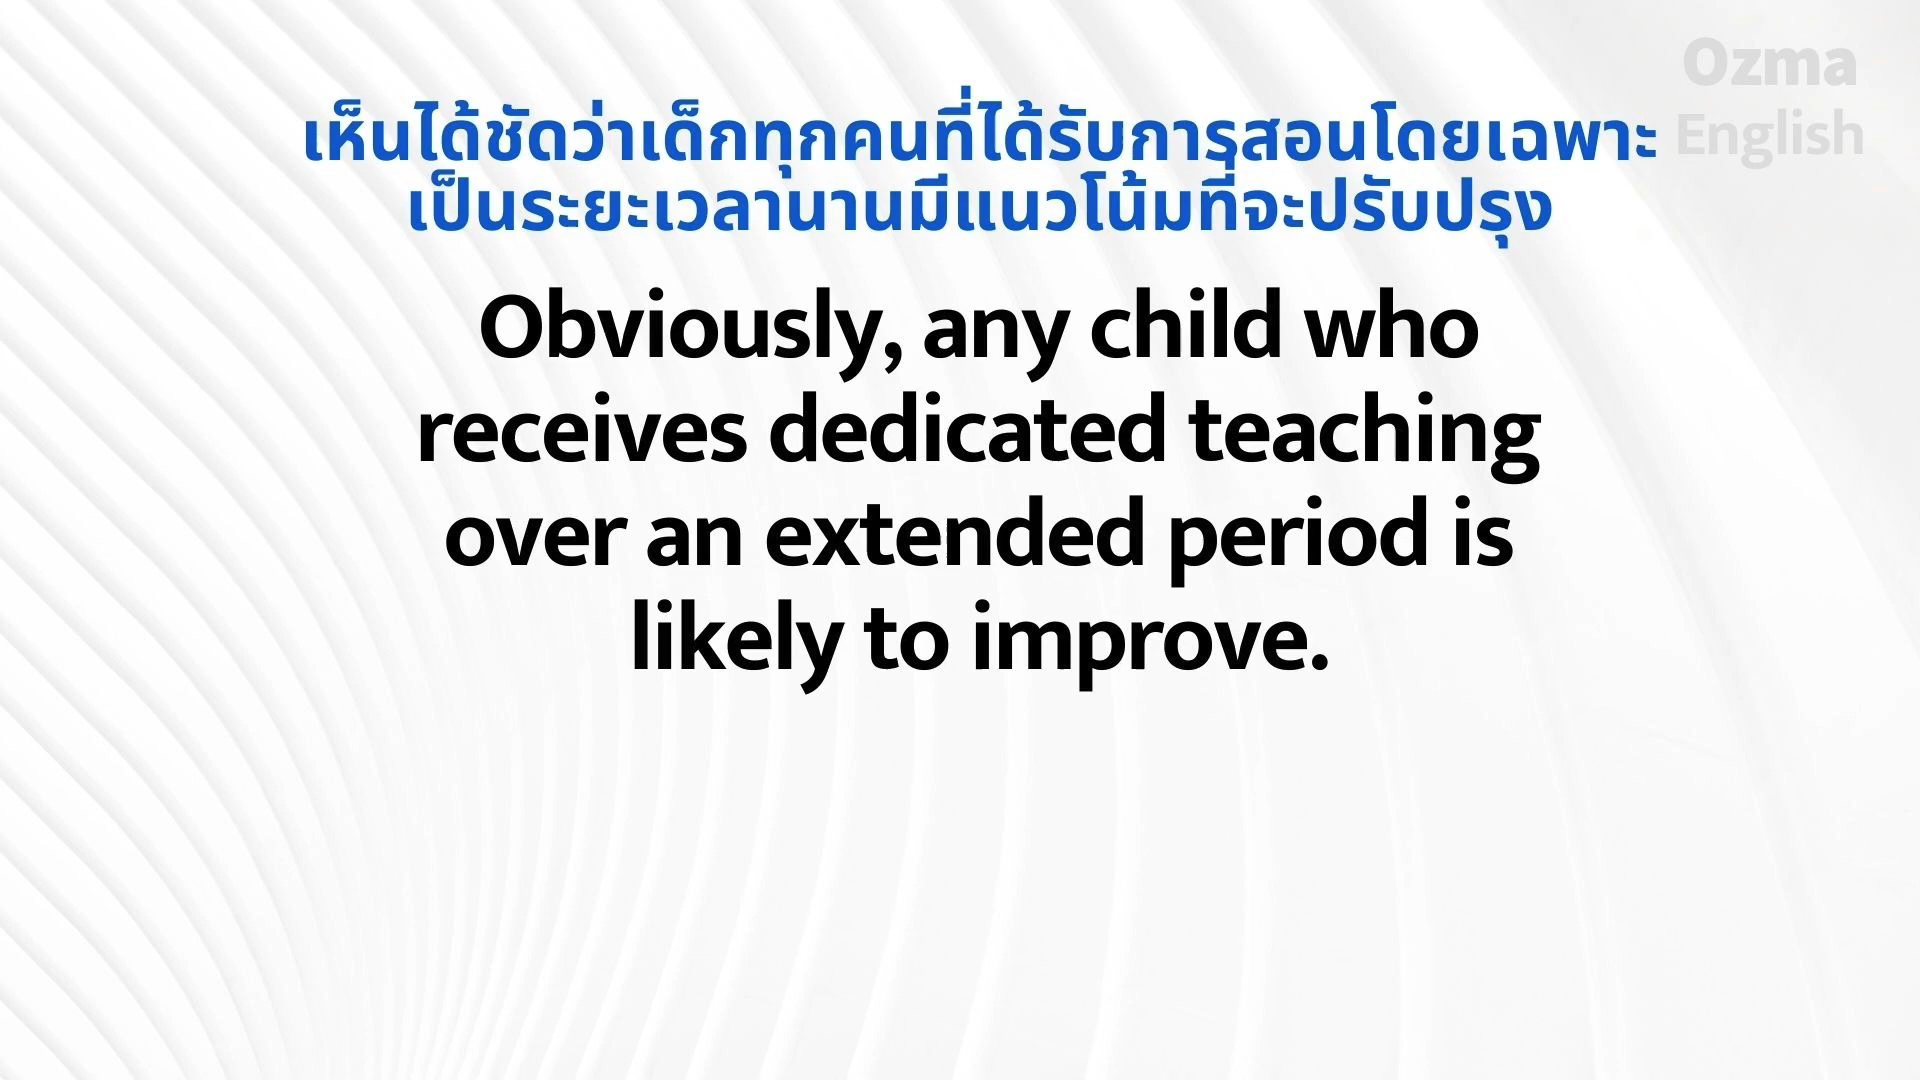 Ozma
English
เห็นได้ชัดว่าเด็กทุกคนที่ได้รับการสอนโดยเฉพาะ
เป็นระยะเวลานานมีแนวโน้มที่จะปรับปรุง
Obviously, any child who
receives dedicated teaching
over an extended period is
likely to improve.